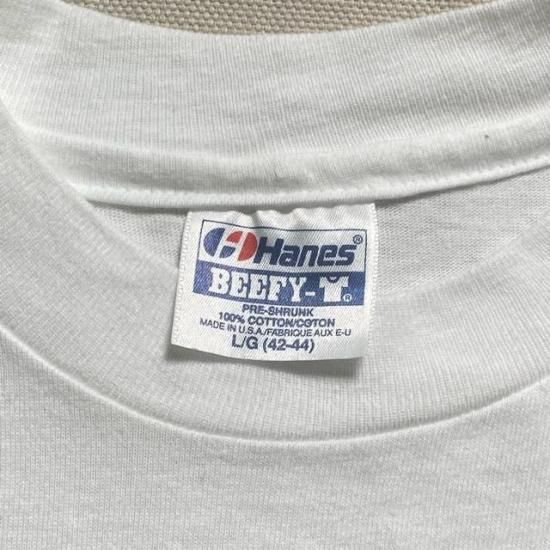 Hanes®
BEEFY-T®
PRE-SHRUNK
100% COTTON/COTON
MADE IN U.S.A./FABRIQUE AUX E-U
L/G (42-44)